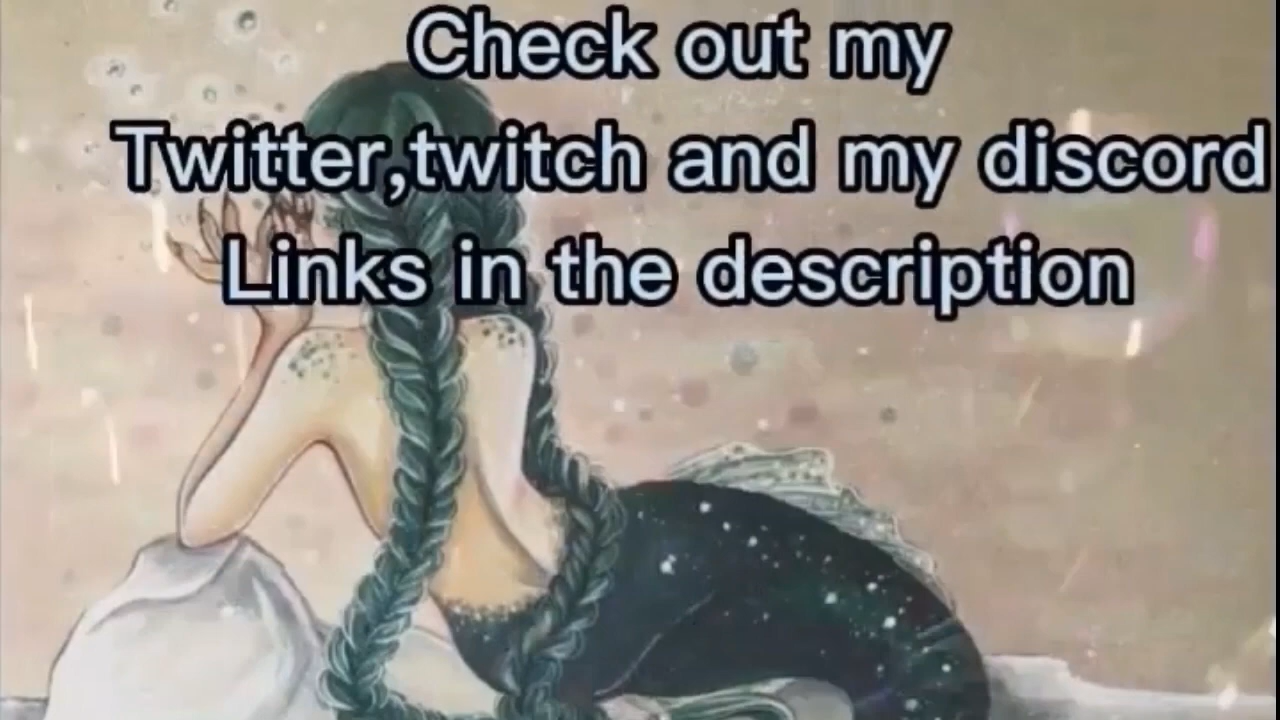 Check out my
Twitter,twitch and my discord
Links in the description